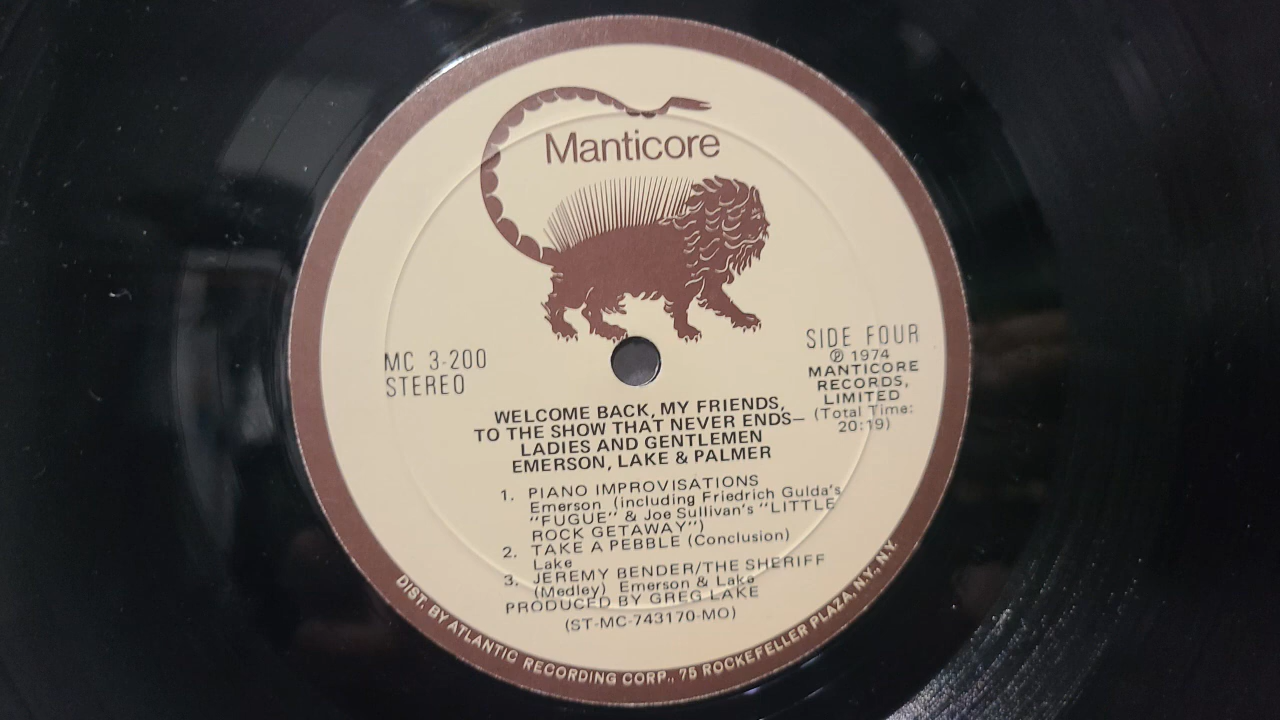 Manticore
MC 3-200
STEREO
SIDE FOUR
℗ 1974
MANTICORE
RECORDS,
LIMITED
(Total Time:
20:19)
WELCOME BACK, MY FRIENDS,
TO THE SHOW THAT NEVER ENDS—
LADIES AND GENTLEMEN
EMERSON, LAKE & PALMER
1. PIANO IMPROVISATIONS
Emerson (including Friedrich Gulda's
"FUGUE" & Joe Sullivan's "LITTLE
ROCK GETAWAY")
2. TAKE A PEBBLE (Conclusion)
Lake
3. JEREMY BENDER/THE SHERIFF
(Medley) Emerson & Lake
PRODUCED BY GREG LAKE
(ST-MC-743170-MO)
DIST. BY ATLANTIC RECORDING CORP., 75 ROCKEFELLER PLAZA, N.Y., N.Y.